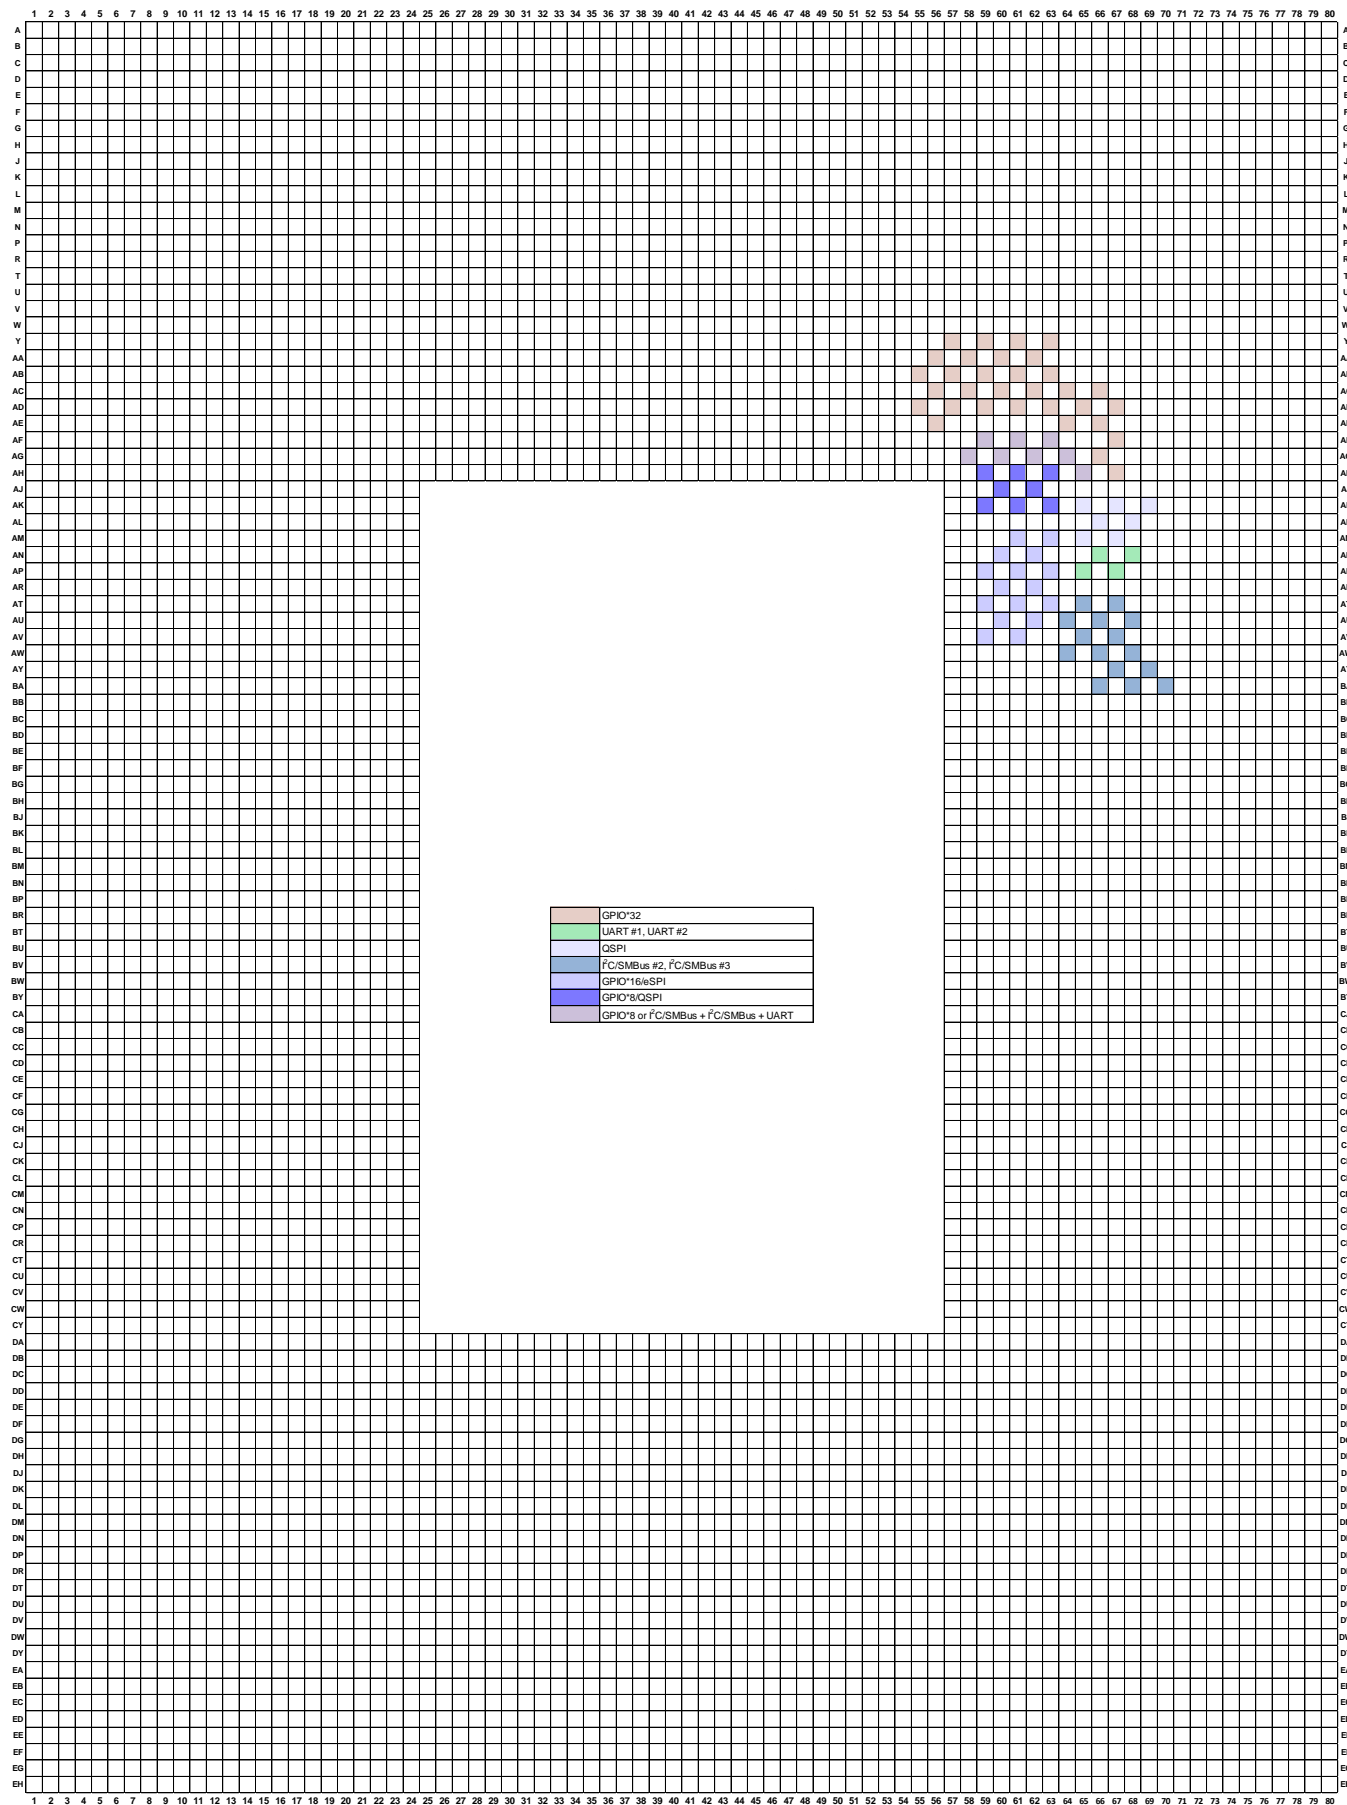 1 2 3 4 5 6 7 8 9 10 11 12 13 14 15 16 17 18 19 20 21 22 23 24 25 26 27 28 29 30 31 32 33 34 35 36 37 38 39 40 41 42 43 44 45 46 47 48 49 50 51 52 53 54 55 56 57 58 59 60 61 62 63 64 65 66 67 68 69 70 71 72 73 74 75 76 77 78 79 80
A
B
C
D
E
F
G
H
J
K
L
M
N
P
R
T
U
V
W
Y
AA
AB
AC
AD
AE
AF
AG
AH
AJ
AK
AL
AM
AN
AP
AR
AT
AU
AV
AW
AY
BA
BB
BC
BD
BE
BF
BG
BH
BJ
BK
BL
BM
BN
BP
BR GPIO*32
BT UART #1, UART #2
BU QSPI
BV I²C/SMBus #2, I²C/SMBus #3
BW GPIO*16/eSPI
BY GPIO*8/QSPI
CA GPIO*8 or I²C/SMBus + I²C/SMBus + UART
CB
CC
CD
CE
CF
CG
CH
CJ
CK
CL
CM
CN
CP
CR
CT
CU
CV
CW
CY
DA
DB
DC
DD
DE
DF
DG
DH
DJ
DK
DL
DM
DN
DP
DR
DT
DU
DV
DW
DY
EA
EB
EC
ED
EE
EF
EG
EH
1 2 3 4 5 6 7 8 9 10 11 12 13 14 15 16 17 18 19 20 21 22 23 24 25 26 27 28 29 30 31 32 33 34 35 36 37 38 39 40 41 42 43 44 45 46 47 48 49 50 51 52 53 54 55 56 57 58 59 60 61 62 63 64 65 66 67 68 69 70 71 72 73 74 75 76 77 78 79 80